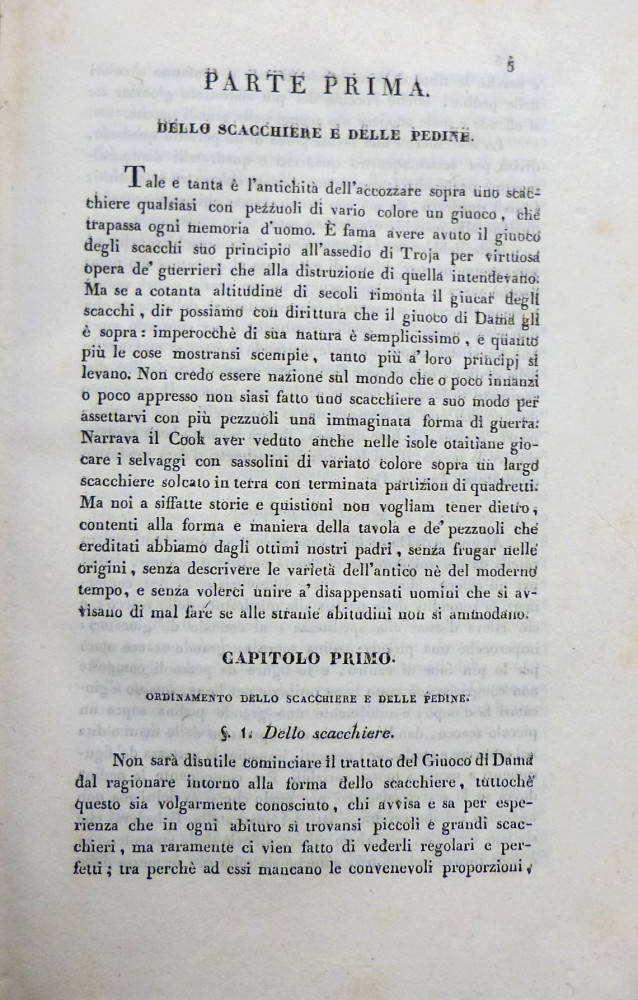 5
PARTE PRIMA.
DELLO SCACCHIERE E DELLE PEDINE.
Tale e tanta è l'antichità dell'accozzare sopra uno scac-
chiere qualsiasi con pezzuoli di vario colore un giuoco, che
trapassa ogni memoria d'uomo. È fama avere avuto il giuoco
degli scacchi suo principio all'assedio di Troja per virtuosa
opera de' guerrieri che alla distruzione di quella intendevano.
Ma se a cotanta altitudine di secoli rimonta il giucar degli
scacchi, dir possiamo con dirittura che il giuoco di Dama gli
è sopra: imperocchè di sua natura è semplicissimo, e quanto
più le cose mostransi scempie, tanto più a' loro principj si
levano. Non credo essere nazione sul mondo che o poco innanzi
o poco appresso non siasi fatto uno scacchiere a suo modo per
assettarvi con più pezzuoli una immaginata forma di guerra.
Narrava il Cook aver veduto anche nelle isole otaitiane gio-
care i selvaggi con sassolini di variato colore sopra un largo
scacchiere solcato in terra con terminata partizion di quadretti.
Ma noi a siffatte storie e quistioni non vogliam tener dietro,
contenti alla forma e maniera della tavola e de' pezzuoli che
ereditati abbiamo dagli ottimi nostri padri, senza frugar nelle
origini, senza descrivere le varietà dell'antico nè del moderno
tempo, e senza volerci unire a' disappensati uomini che si av-
visano di mal fare se alle stranie abitudini non si ammodano.
CAPITOLO PRIMO.
ORDINAMENTO DELLO SCACCHIERE E DELLE PEDINE.
§. 1. Dello scacchiere.
Non sarà disutile cominciare il trattato del Giuoco di Dama
dal ragionare intorno alla forma dello scacchiere, tuttochè
questo sia volgarmente conosciuto, chi avvisa e sa per espe-
rienza che in ogni abituro si trovansi piccoli e grandi scac-
chieri, ma raramente ci vien fatto di vederli regolari e per-
fetti; tra perchè ad essi mancano le convenevoli proporzioni,